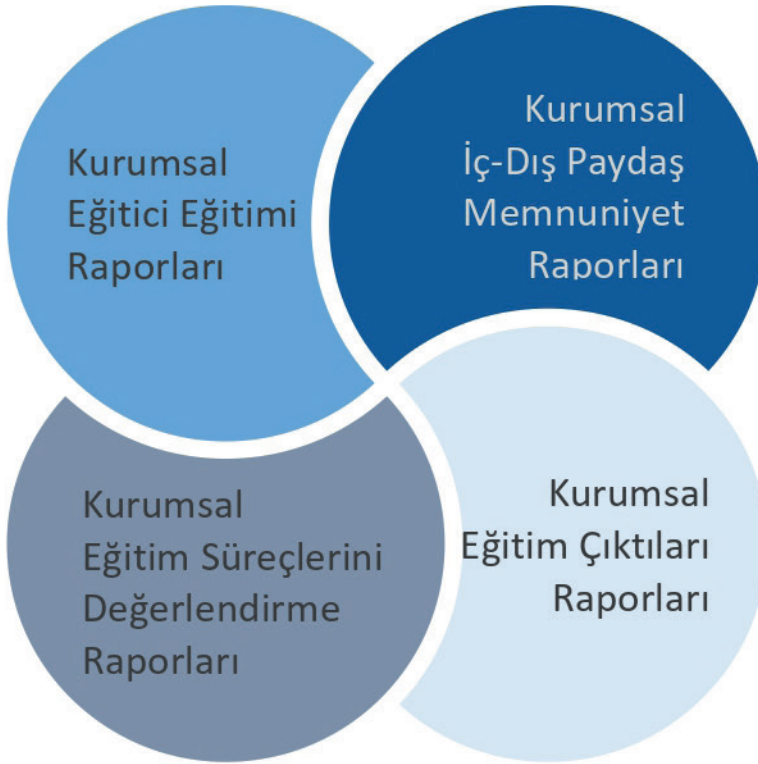 Kurumsal
Eğitici Eğitimi
Raporları
Kurumsal
İç-Dış Paydaş
Memnuniyet
Raporları
Kurumsal
Eğitim Süreçlerini
Değerlendirme
Raporları
Kurumsal
Eğitim Çıktıları
Raporları